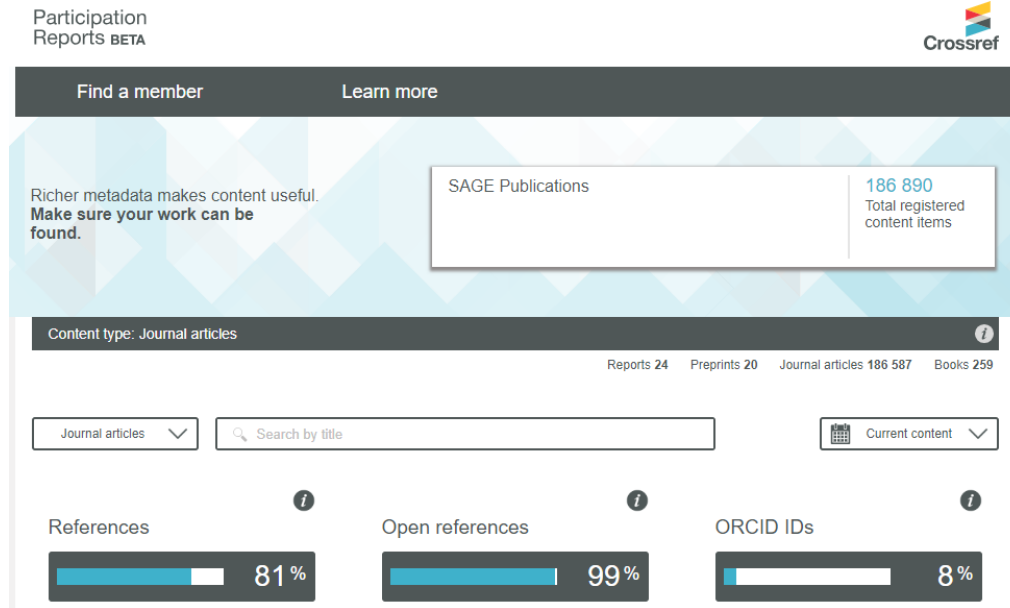 Participation
Reports BETA
Crossref
Find a member
Learn more
Richer metadata makes content useful.
Make sure your work can be
found.
SAGE Publications
186 890
Total registered
content items
Content type: Journal articles
i
Reports 24
Preprints 20
Journal articles 186 587
Books 259
Journal articles
Search by title
Current content
i
References
81%
i
Open references
99%
i
ORCID IDs
8%